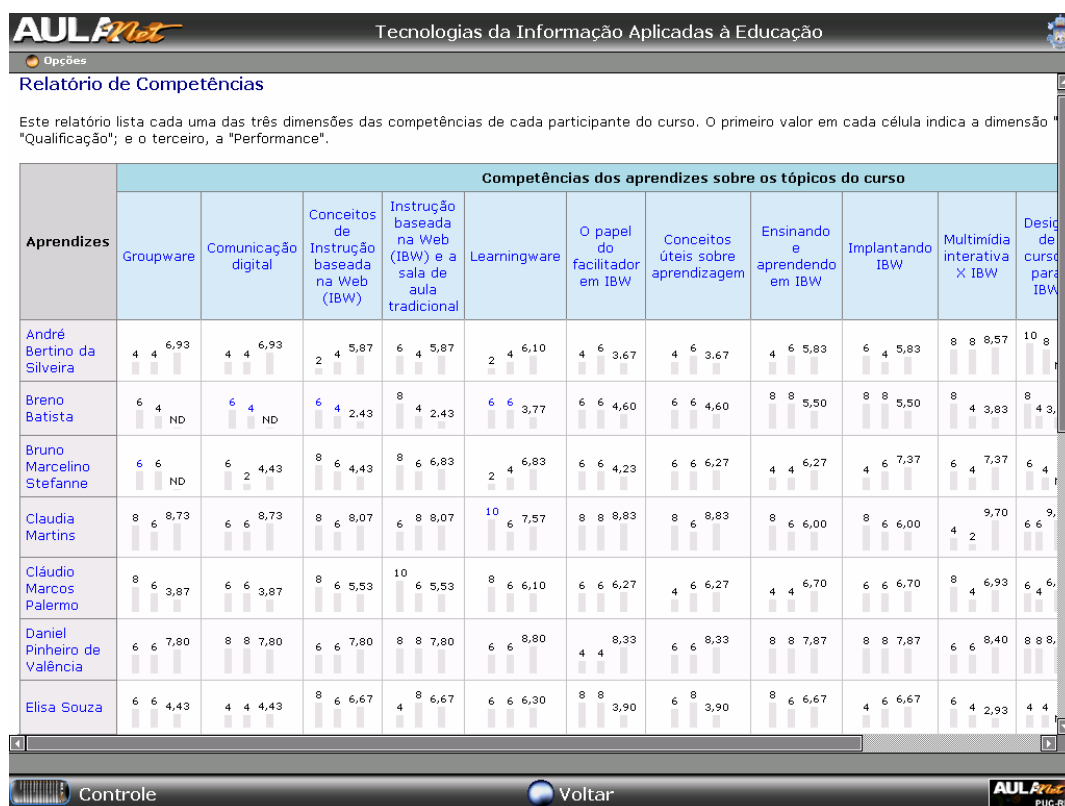 AULANet
Tecnologias da Informação Aplicadas à Educação
Opções
Relatório de Competências
Este relatório lista cada uma das três dimensões das competências de cada participante do curso. O primeiro valor em cada célula indica a dimensão "
"Qualificação"; e o terceiro, a "Performance".
Competências dos aprendizes sobre os tópicos do curso
Aprendizes
Groupware
Comunicação
digital
Conceitos
de
Instrução
baseada
na Web
(IBW)
Instrução
baseada
na Web
(IBW) e a
sala de
aula
tradicional
Learningware
O papel
do
facilitador
em IBW
Conceitos
úteis sobre
aprendizagem
Ensinando
e
aprendendo
em IBW
Implantando
IBW
Multimídia
interativa
X IBW
de
IBW
André
Bertino da
Silveira
4 4 6,93
4 4 6,93
2 4 5,87
6 4 5,87
2 4 6,10
4 6 3.67
4 6 3.67
4 6 5,83
6 4 5,83
8 8 8,57
10 8
Breno
Batista
6 4 ND
6 4 ND
6 4 2.43
8 4 2.43
6 6 3,77
6 6 4,60
6 6 4,60
8 8 5,50
8 8 5,50
8 4 3,83
8 4 3,
Bruno
Marcelino
Stefanne
6 6 ND
6 2 4,43
8 6 4,43
8 6 6,83
2 4 6,83
6 6 4,23
6 6 6,27
4 4 6,27
4 6 7,37
6 4 7,37
6 4
Claudia
Martins
8 6 8,73
6 6 8,73
8 6 8,07
6 8 8,07
10 6 7,57
8 8 8,83
8 6 8,83
8 6 6,00
8 6 6,00
4 2 9,70
6 6 9,
Cláudio
Marcos
Palermo
8 6 3,87
6 6 3,87
8 6 5,53
10 6 5,53
8 6 6,10
6 6 6,27
4 6 6,27
4 4 6,70
6 6 6,70
8 4 6,93
6 4 6,
Daniel
Pinheiro de
Valência
6 6 7,80
8 8 7,80
6 6 7,80
8 8 7,80
6 6 8,80
4 4 8,33
6 6 8,33
8 8 7,87
8 8 7,87
6 6 8,40
8 8 8,
Elisa Souza
6 6 4,43
4 4 4,43
8 6 6,67
4 8 6,67
6 6 6,30
8 8 3,90
6 8 3,90
8 6 6,67
4 6 6,67
6 4 2,93
4 4
Controle
Voltar
AULANet